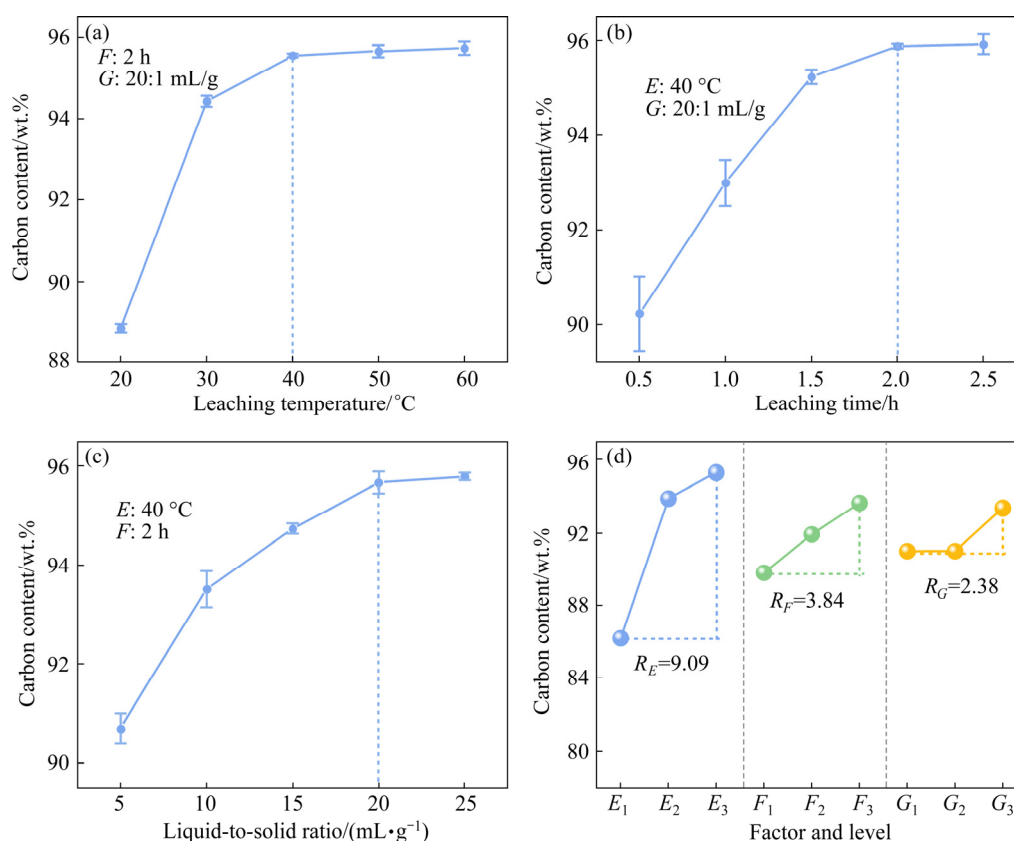 (a)
F: 2 h
G: 20:1 mL/g
Carbon content/wt.%
96
94
92
90
88
20 30 40 50 60
Leaching temperature/°C
(b)
E: 40 °C
G: 20:1 mL/g
Carbon content/wt.%
96
94
92
90
0.5 1.0 1.5 2.0 2.5
Leaching time/h
(c)
E: 40 °C
F: 2 h
Carbon content/wt.%
96
94
92
90
5 10 15 20 25
Liquid-to-solid ratio/(mL•g⁻¹)
(d)
Carbon content/wt.%
96
92
88
84
80
R_E=9.09
R_F=3.84
R_G=2.38
E₁ E₂ E₃ F₁ F₂ F₃ G₁ G₂ G₃
Factor and level